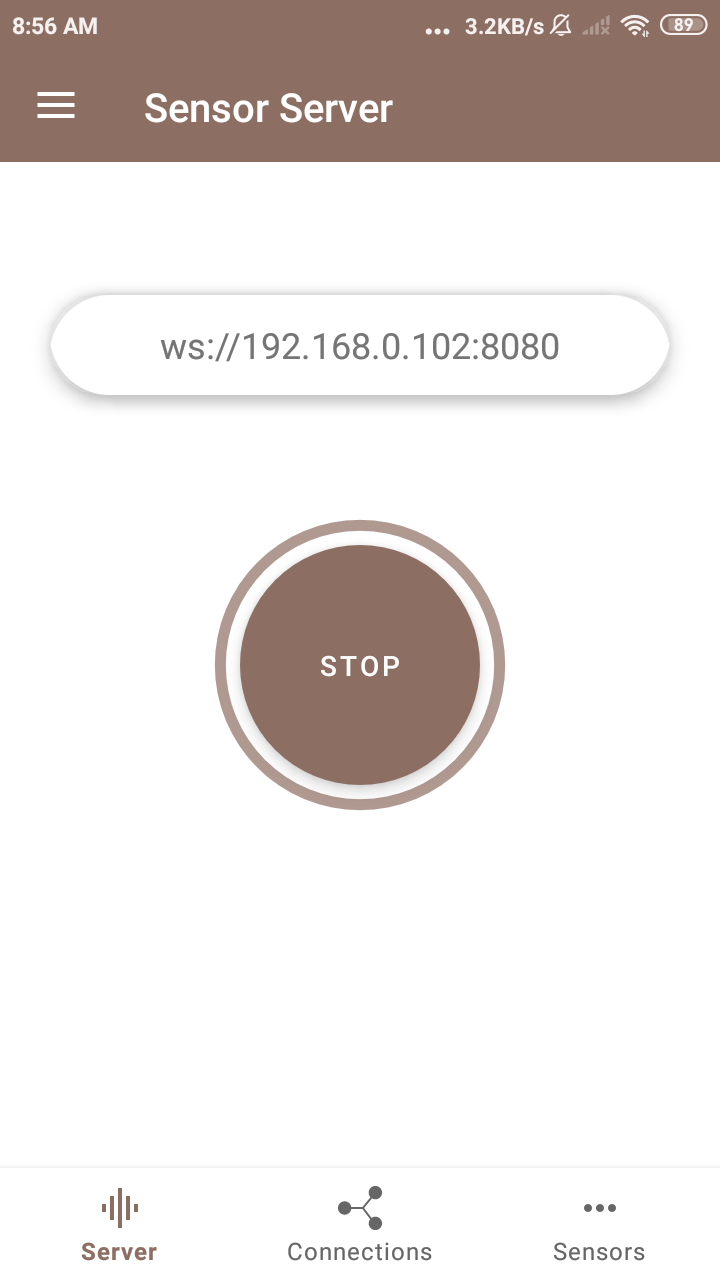 8:56 AM ... 3.2KB/s 89
Sensor Server
ws://192.168.0.102:8080
STOP
Server Connections Sensors